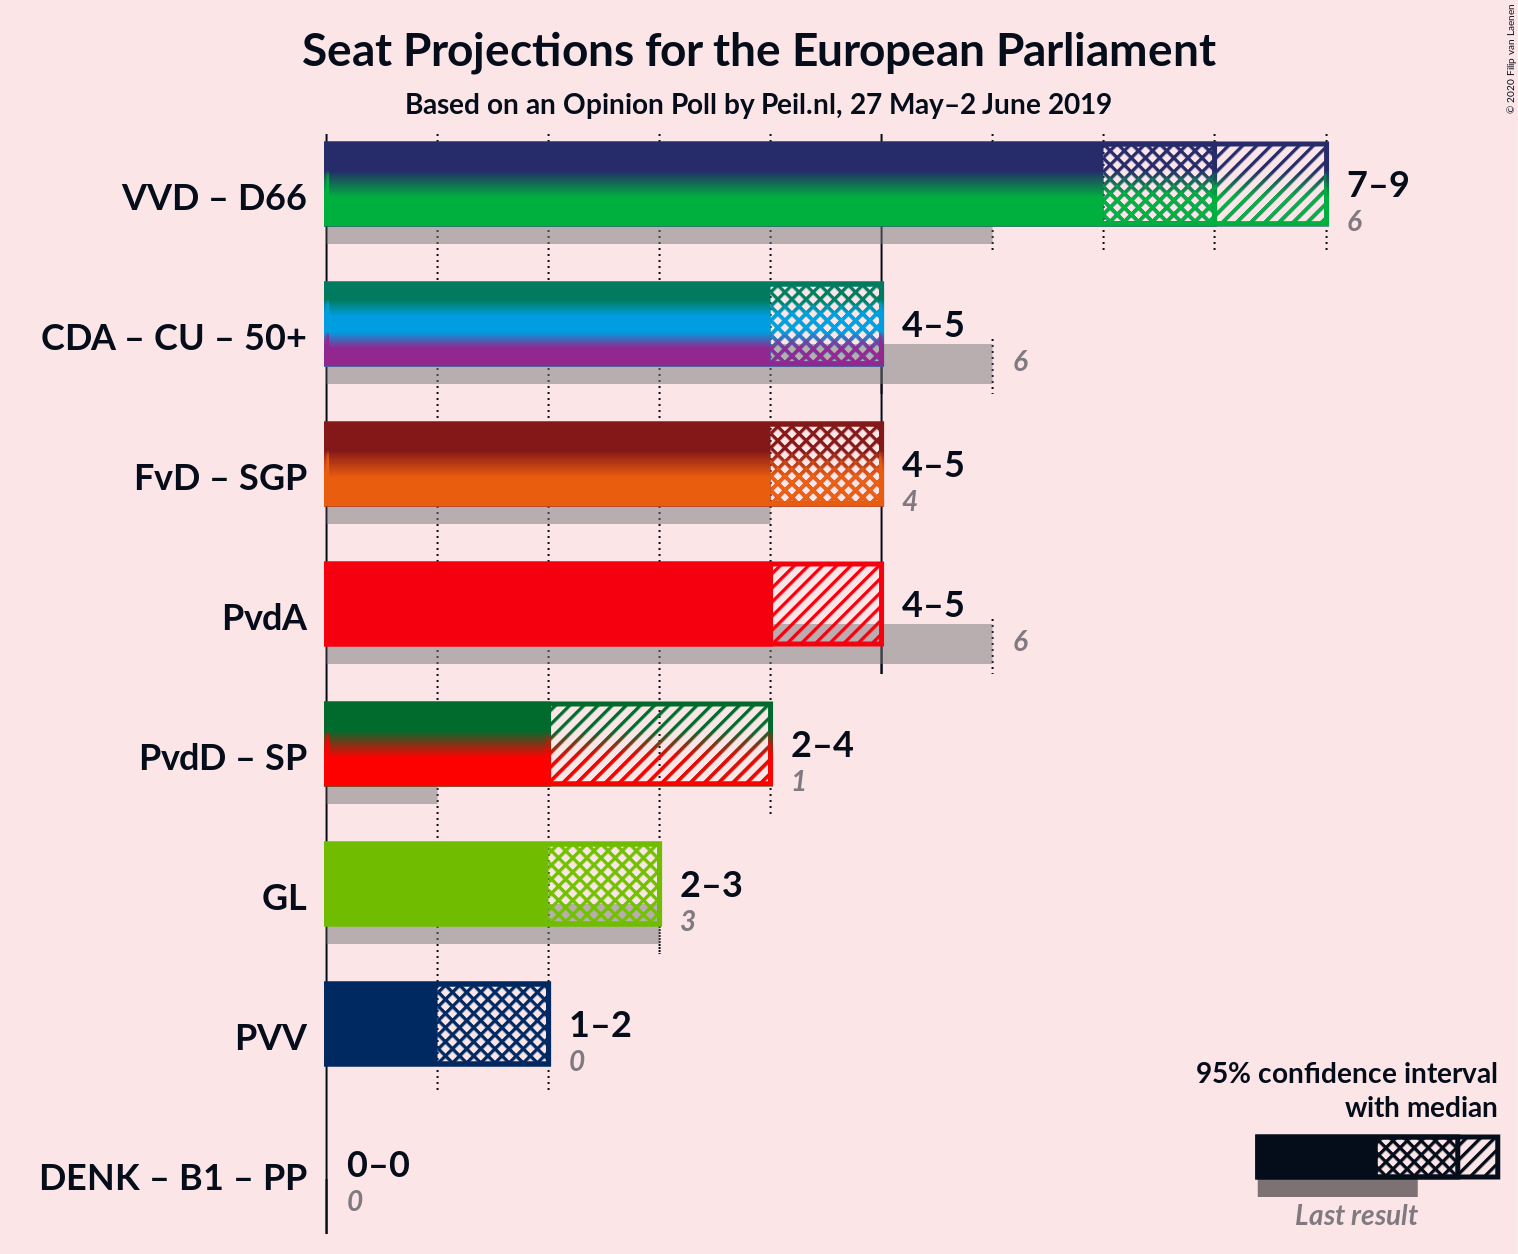 Seat Projections for the European Parliament
Based on an Opinion Poll by Peil.nl, 27 May–2 June 2019
© 2020 Filip van Laenen
VVD – D66
7–9
6
CDA – CU – 50+
4–5
6
FvD – SGP
4–5
4
PvdA
4–5
6
PvdD – SP
2–4
1
GL
2–3
3
PVV
1–2
0
DENK – B1 – PP
0–0
0
95% confidence interval
with median
Last result